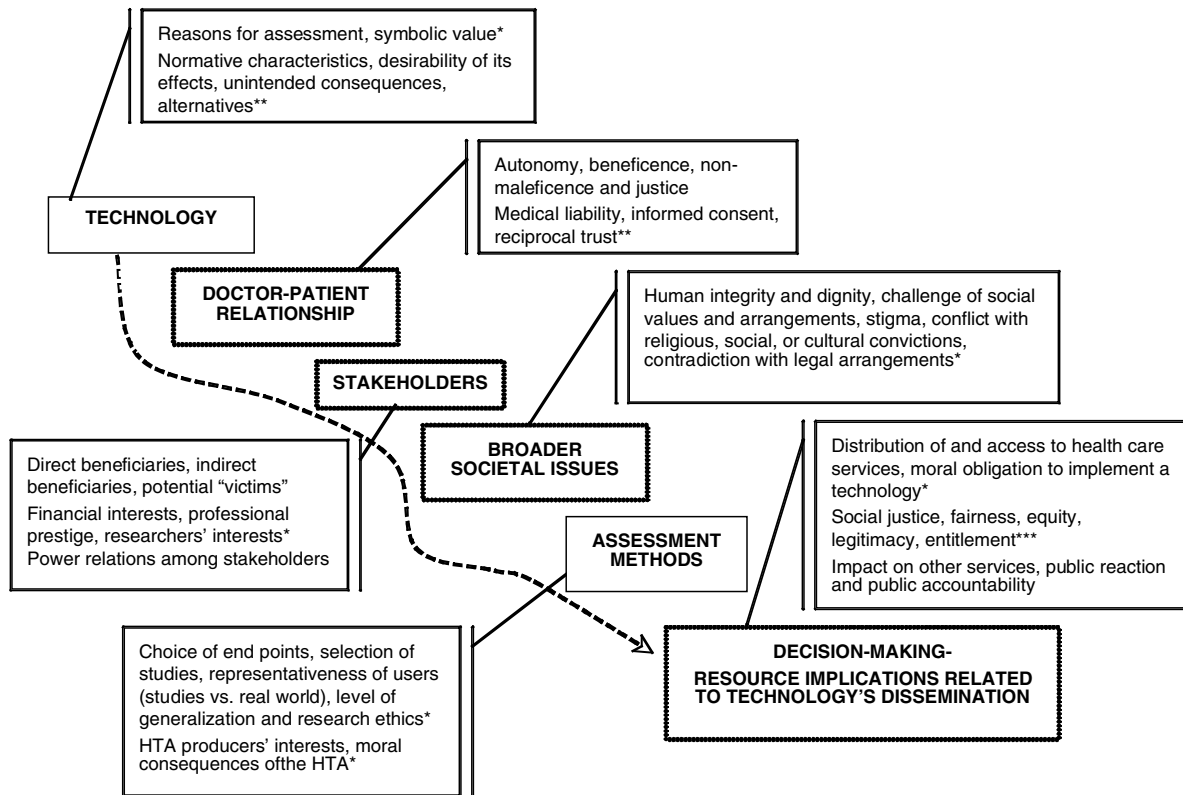 Reasons for assessment, symbolic value*
Normative characteristics, desirability of its
effects, unintended consequences,
alternatives**
TECHNOLOGY
Autonomy, beneficence, non-
maleficence and justice
Medical liability, informed consent,
reciprocal trust**
DOCTOR-PATIENT
RELATIONSHIP
Human integrity and dignity, challenge of social
values and arrangements, stigma, conflict with
religious, social, or cultural convictions,
contradiction with legal arrangements*
STAKEHOLDERS
Direct beneficiaries, indirect
beneficiaries, potential “victims”
Financial interests, professional
prestige, researchers’ interests*
Power relations among stakeholders
BROADER
SOCIETAL ISSUES
Distribution of and access to health care
services, moral obligation to implement a
technology*
Social justice, fairness, equity,
legitimacy, entitlement***
Impact on other services, public reaction
and public accountability
ASSESSMENT
METHODS
Choice of end points, selection of
studies, representativeness of users
(studies vs. real world), level of
generalization and research ethics*
HTA producers’ interests, moral
consequences ofthe HTA*
DECISION-MAKING-
RESOURCE IMPLICATIONS RELATED
TO TECHNOLOGY’S DISSEMINATION